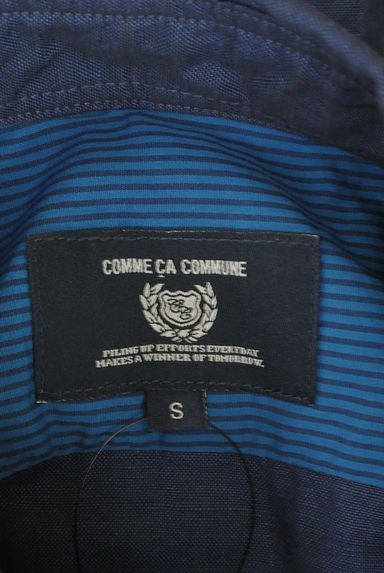 COMME ÇA COMMUNE
PILING UP EFFORTS EVERYDAY
MAKES A WINNER OF TOMORROW.
S